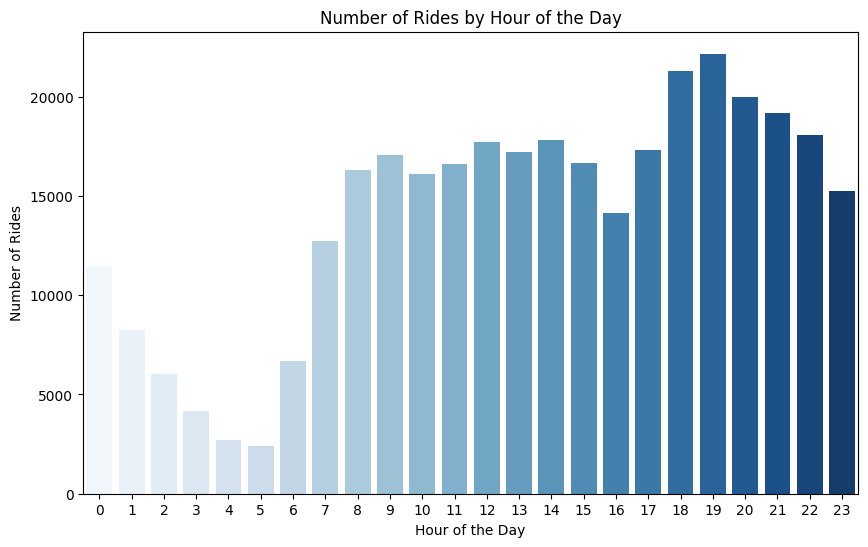 Number of Rides by Hour of the Day
Number of Rides
20000
15000
10000
5000
0
0 1 2 3 4 5 6 7 8 9 10 11 12 13 14 15 16 17 18 19 20 21 22 23
Hour of the Day